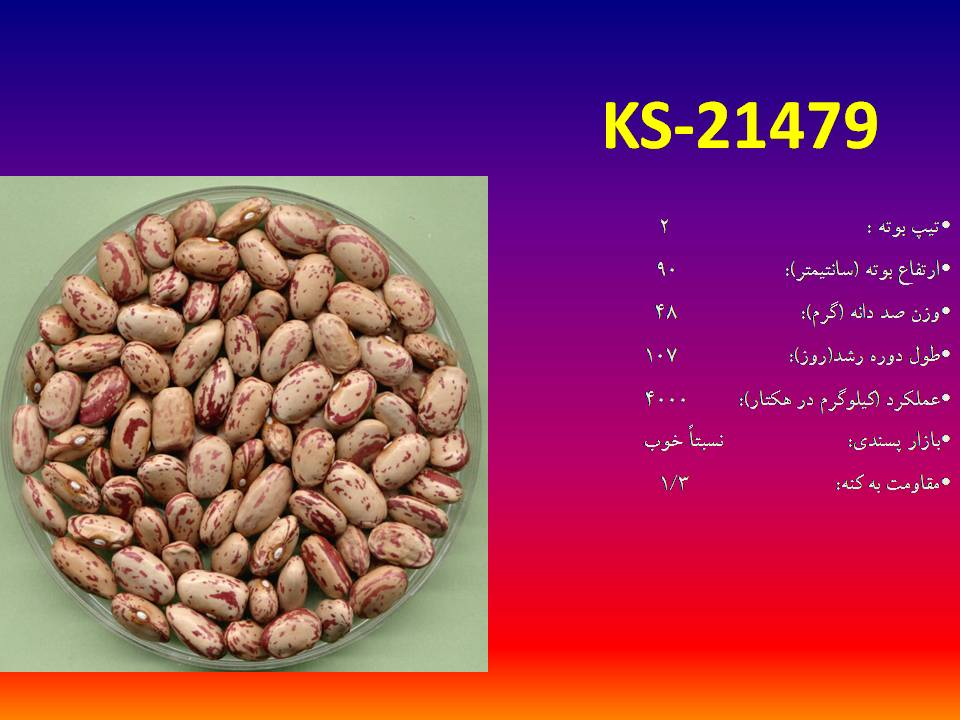 KS-21479
•تیپ بوته : ۲
•ارتفاع بوته (سانتیمتر): ۹۰
•وزن صد دانه (گرم): ۴۸
•طول دوره رشد(روز): ۱۰۷
•عملکرد (کیلوگرم در هکتار): ۴۰۰۰
•بازار پسندی: نسبتاً خوب
•مقاومت به کنه: ۱/۳